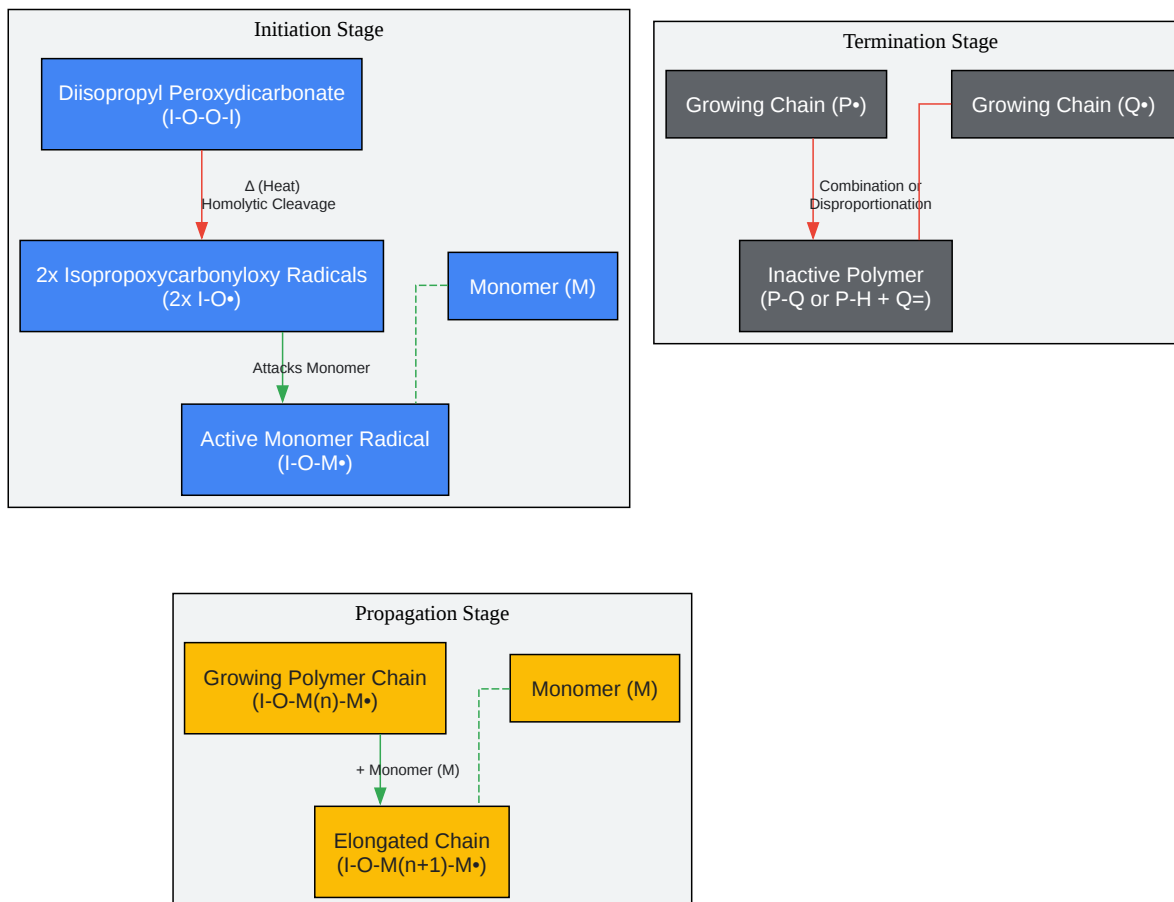 Initiation Stage
Diisopropyl Peroxydicarbonate
(I-O-O-I)
Δ (Heat)
Homolytic Cleavage
2x Isopropoxycarbonyloxy Radicals
(2x I-O•)
Monomer (M)
Attacks Monomer
Active Monomer Radical
(I-O-M•)
Termination Stage
Growing Chain (P•)
Growing Chain (Q•)
Combination or
Disproportionation
Inactive Polymer
(P-Q or P-H + Q=)
Propagation Stage
Growing Polymer Chain
(I-O-M(n)-M•)
Monomer (M)
+ Monomer (M)
Elongated Chain
(I-O-M(n+1)-M•)